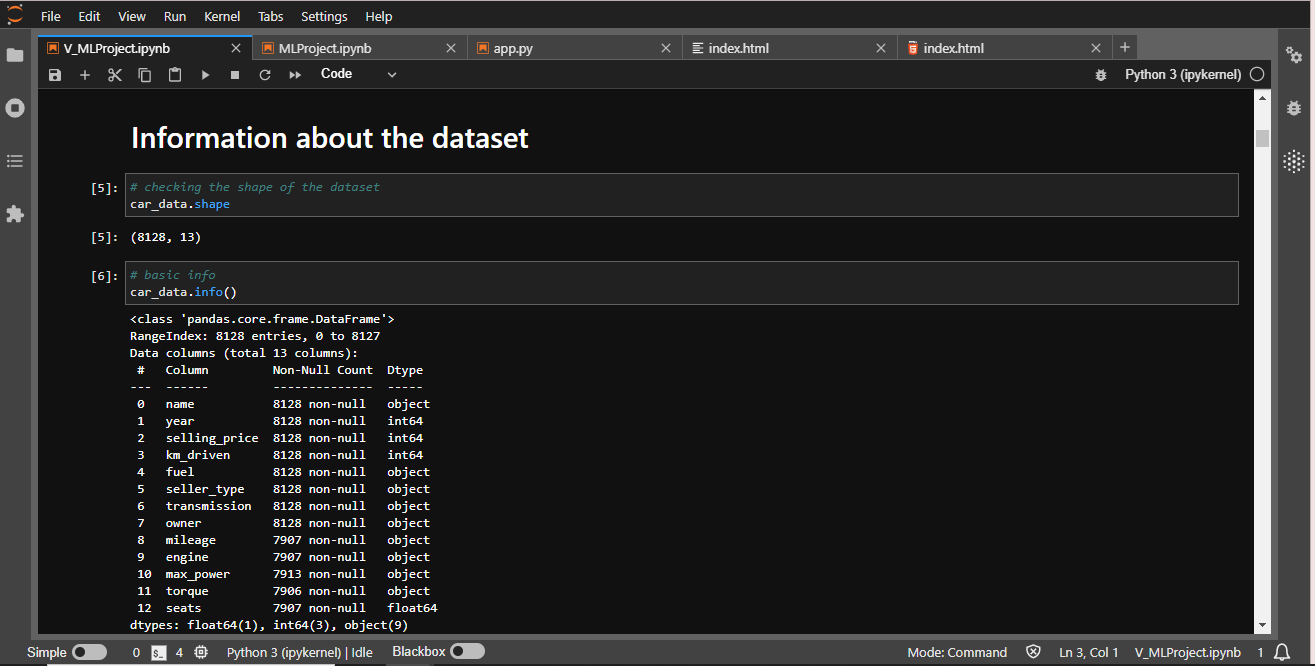 File Edit View Run Kernel Tabs Settings Help
V_MLProject.ipynb MLProject.ipynb app.py index.html index.html
Code Python 3 (ipykernel)
Information about the dataset
[5]: # checking the shape of the dataset
car_data.shape
[5]: (8128, 13)
[6]: # basic info
car_data.info()
<class 'pandas.core.frame.DataFrame'>
RangeIndex: 8128 entries, 0 to 8127
Data columns (total 13 columns):
 #   Column         Non-Null Count  Dtype
---  ------         --------------  -----
 0   name           8128 non-null   object
 1   year           8128 non-null   int64
 2   selling_price  8128 non-null   int64
 3   km_driven      8128 non-null   int64
 4   fuel           8128 non-null   object
 5   seller_type    8128 non-null   object
 6   transmission   8128 non-null   object
 7   owner          8128 non-null   object
 8   mileage        7907 non-null   object
 9   engine         7907 non-null   object
 10  max_power      7913 non-null   object
 11  torque         7906 non-null   object
 12  seats          7907 non-null   float64
dtypes: float64(1), int64(3), object(9)
Simple 0 $_ 4 Python 3 (ipykernel) | Idle Blackbox Mode: Command Ln 3, Col 1 V_MLProject.ipynb 1